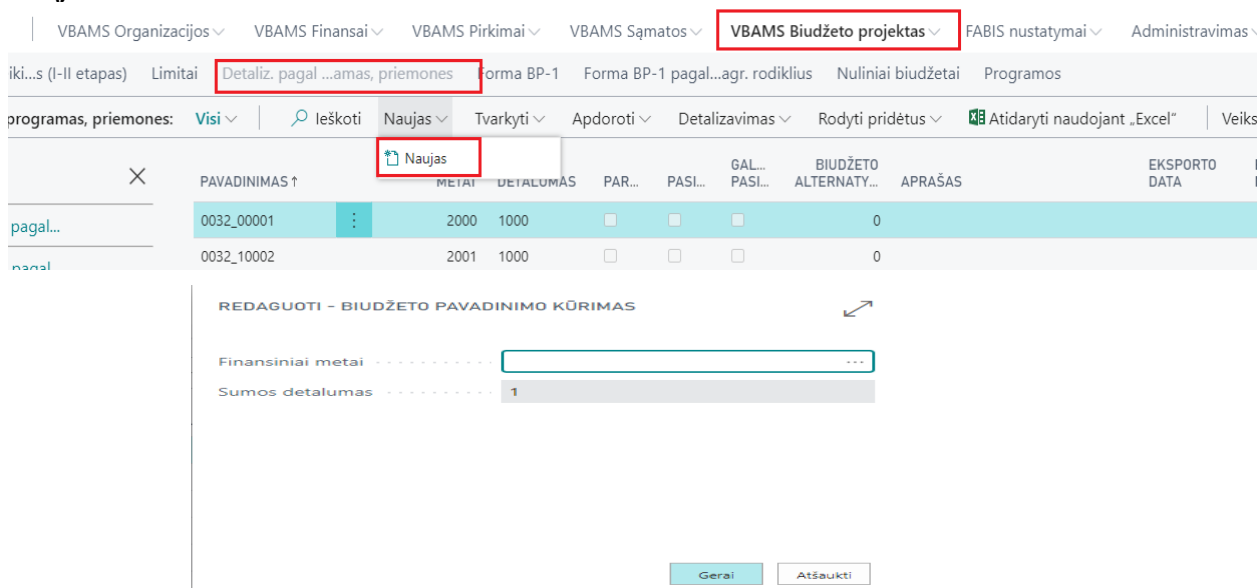 VBAMS Organizacijos VBAMS Finansai VBAMS Pirkimai VBAMS Sąmatos VBAMS Biudžeto projektas FABIS nustatymai Administravimas
iki...s (I-II etapas) Limitai Detaliz. pagal ...amas, priemones Forma BP-1 Forma BP-1 pagal...agr. rodiklius Nuliniai biudžetai Programos
programas, priemones: Visi Ieškoti Naujas Tvarkyti Apdoroti Detalizavimas Rodyti pridėtus Atidaryti naudojant „Excel“ Veiks
Naujas
PAVADINIMAS ↑ METAI DETALUMAS PAR... PASI... GAL... PASI... BIUDŽETO ALTERNATY... APRAŠAS EKSPORTO DATA
pagal...
0032_00001 2000 1000 0
0032_10002 2001 1000 0
REDAGUOTI - BIUDŽETO PAVADINIMO KŪRIMAS
Finansiniai metai ...
Sumos detalumas 1
Gerai Atšaukti